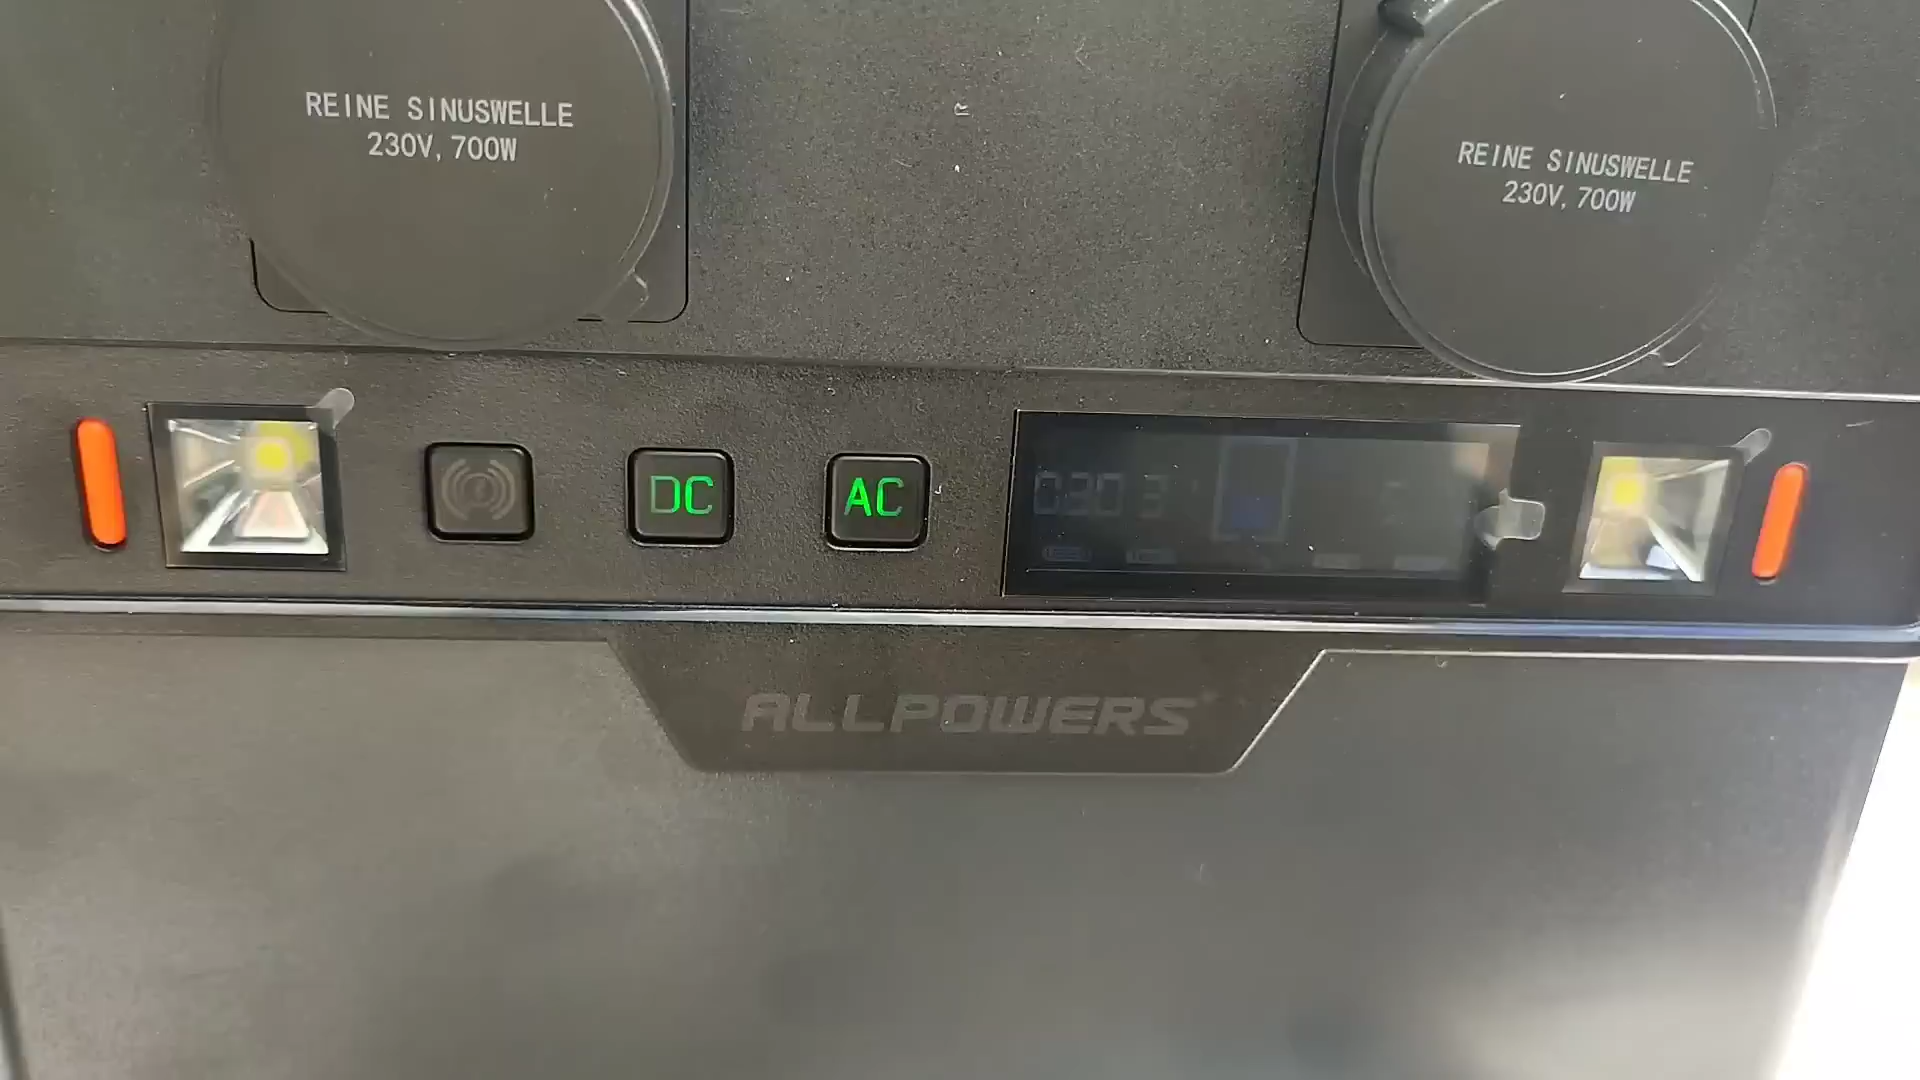 REINE SINUSWELLE
230V, 700W
REINE SINUSWELLE
230V, 700W
DC
AC
ALLPOWERS